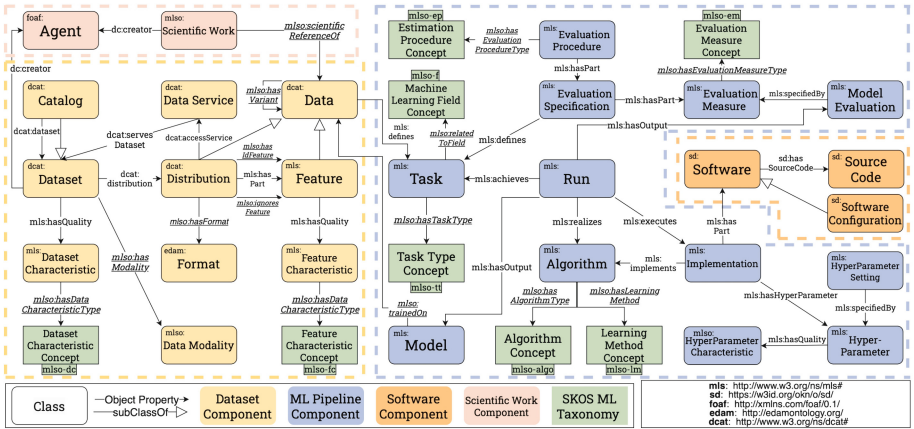 foaf:
Agent
dc:creator
mlso:
Scientific Work
mlso:scientific
ReferenceOf
dc:creator
dcat:
Catalog
dcat:
Data Service
mlso:has
Variant
dcat:
Data
dcat:dataset
dcat:serves
Dataset
dcat:accessService
mlso:has
IdFeature
dcat:
Dataset
dcat:
distribution
dcat:
Distribution
mls:has
Part
mls:
Feature
mlso:ignores
Feature
mls:hasQuality
mlso:has
Modality
mlso:hasFormat
mls:hasQuality
mls:
Dataset
Characteristic
edam:
Format
mls:
Feature
Characteristic
mlso:hasData
CharacteristicType
mlso:hasData
CharacteristicType
Dataset
Characteristic
Concept
mlso-dc
mlso:
Data Modality
Feature
Characteristic
Concept
mlso-fc
mlso-ep
Estimation
Procedure
Concept
mlso:has
Evaluation
ProcedureType
mls:
Evaluation
Procedure
mlso-em
Evaluation
Measure
Concept
mls:hasPart
mlso:hasEvaluationMeasureType
mlso-f
Machine
Learning Field
Concept
mls:
Evaluation
Specification
mls:hasPart
mls:
Evaluation
Measure
mls:specifiedBy
mls:
Model
Evaluation
mls:
defines
mlso:related
ToField
mls:defines
mls:hasOutput
mls:
Task
mls:achieves
mls:
Run
sd:
Software
sd:has
SourceCode
sd:
Source
Code
sd:
Software
Configuration
mlso:hasTaskType
mls:realizes
mls:executes
mls:has
Part
Task Type
Concept
mlso-tt
mls:hasOutput
mls:
Algorithm
mls:
implements
mls:
Implementation
mls:
HyperParameter
Setting
mlso:has
AlgorithmType
mlso:hasLearning
Method
mls:hasHyperParameter
mls:specifiedBy
mlso:
trainedOn
mls:
Model
Algorithm
Concept
mlso-algo
Learning
Method Concept
mlso-lm
mlso:
HyperParameter
Characteristic
mls:hasQuality
mls:
Hyper-
Parameter
Class
Object Property
subClassOf
Dataset
Component
ML Pipeline
Component
Software
Component
Scientific Work
Component
SKOS ML
Taxonomy
mls: http://www.w3.org/ns/mls#
sd: https://w3id.org/okn/o/sd/
foaf: http://xmlns.com/foaf/0.1/
edam: http://edamontology.org/
dcat: http://www.w3.org/ns/dcat#